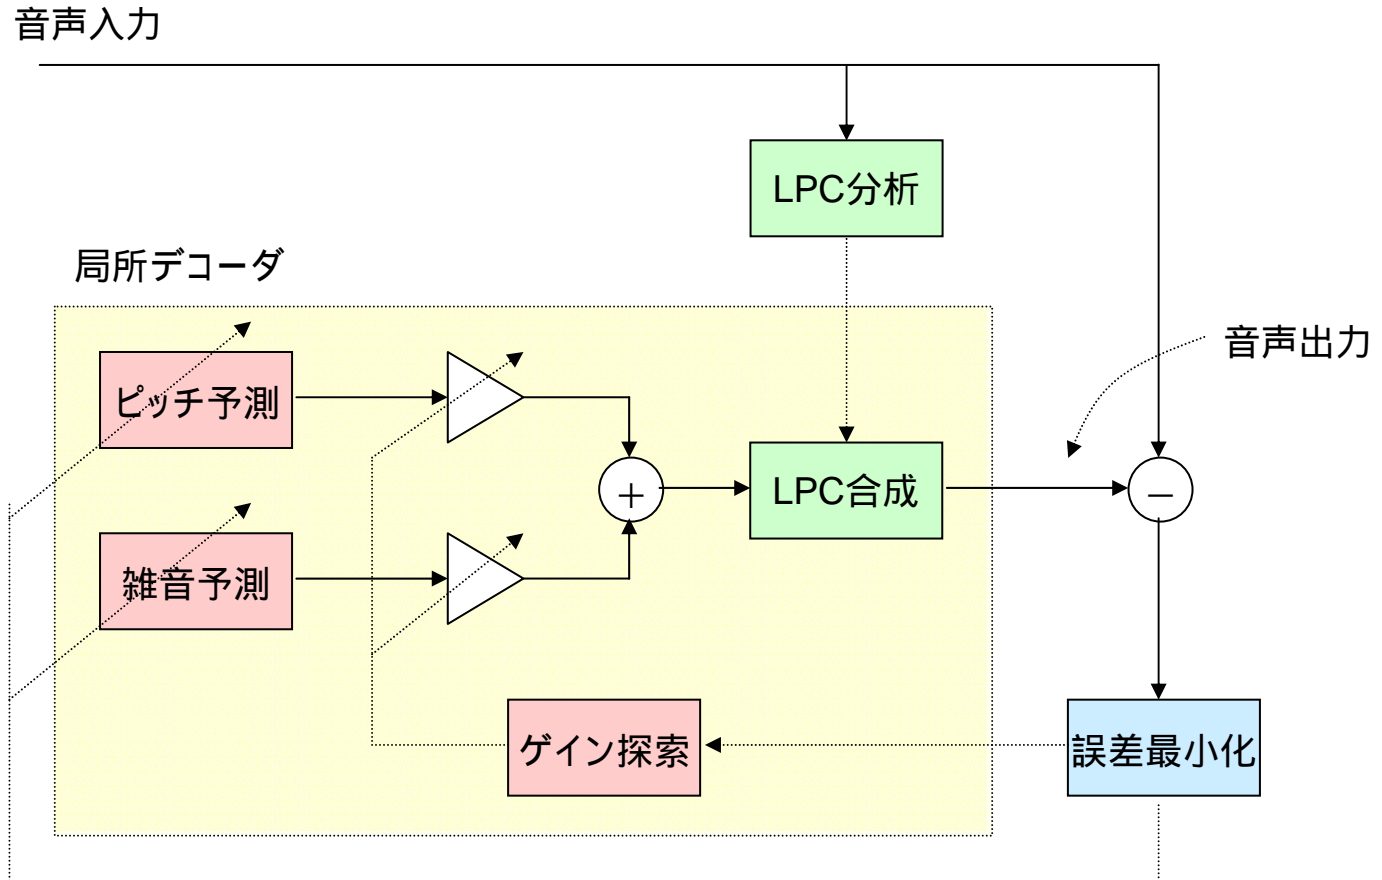 音声入力
LPC分析
局所デコーダ
音声出力
ピッチ予測
+
LPC合成
−
雑音予測
ゲイン探索
誤差最小化